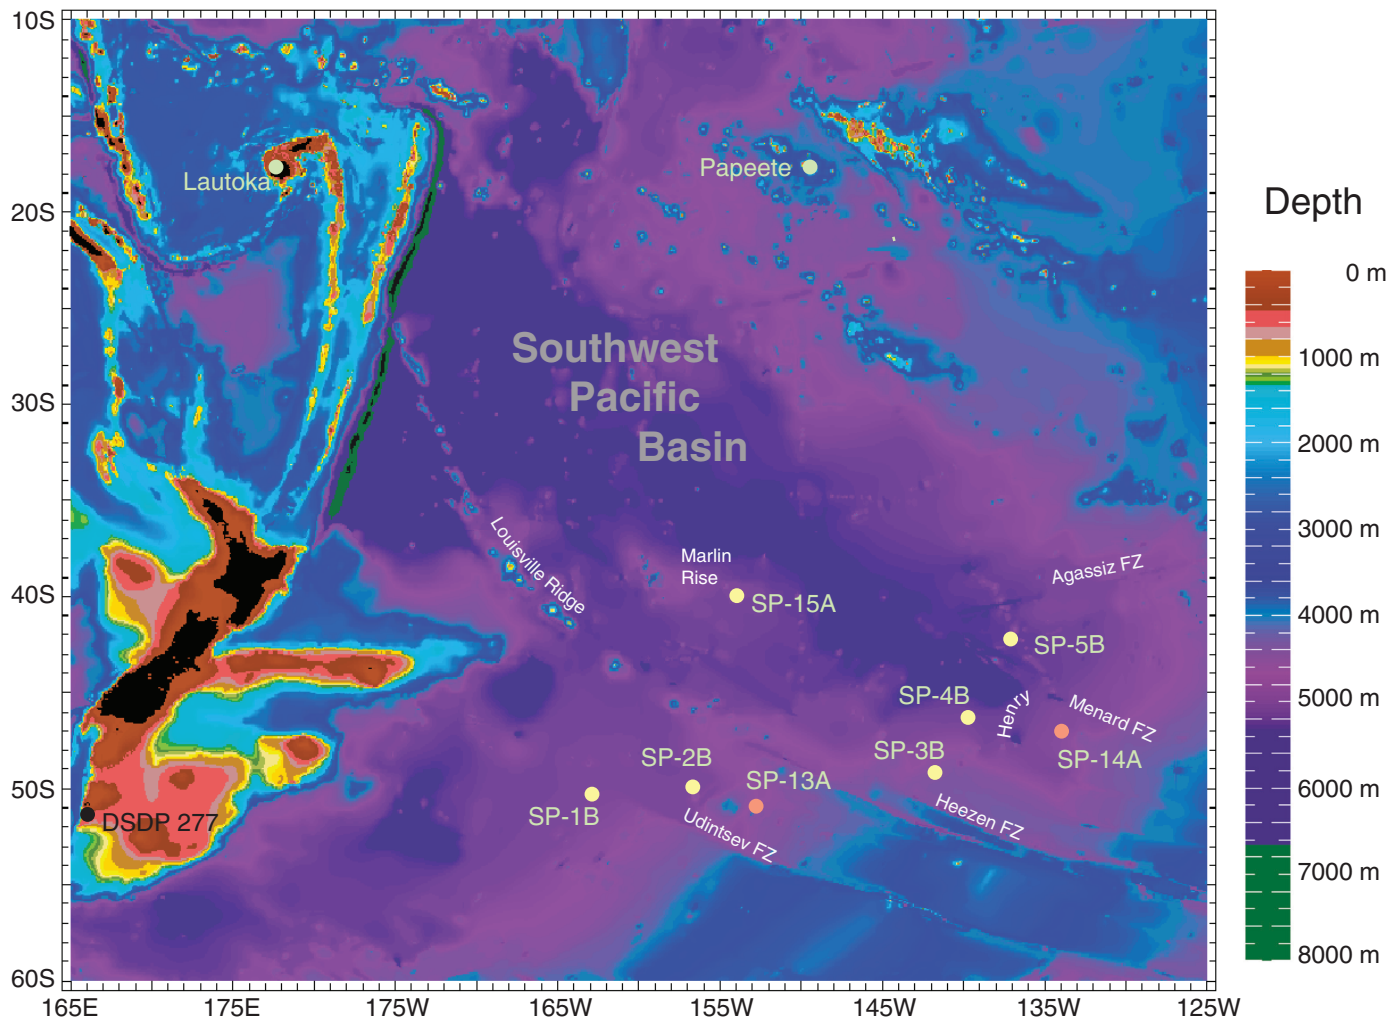 10S
20S
30S
40S
50S
60S
165E
175E
175W
165W
155W
145W
135W
125W
Lautoka
Papeete
Southwest
Pacific
Basin
Louisville Ridge
Marlin
Rise
SP-15A
Agassiz FZ
SP-5B
SP-4B
Henry
Menard FZ
SP-14A
SP-3B
SP-2B
SP-13A
SP-1B
Udintsev FZ
Heezen FZ
DSDP 277
Depth
0 m
1000 m
2000 m
3000 m
4000 m
5000 m
6000 m
7000 m
8000 m